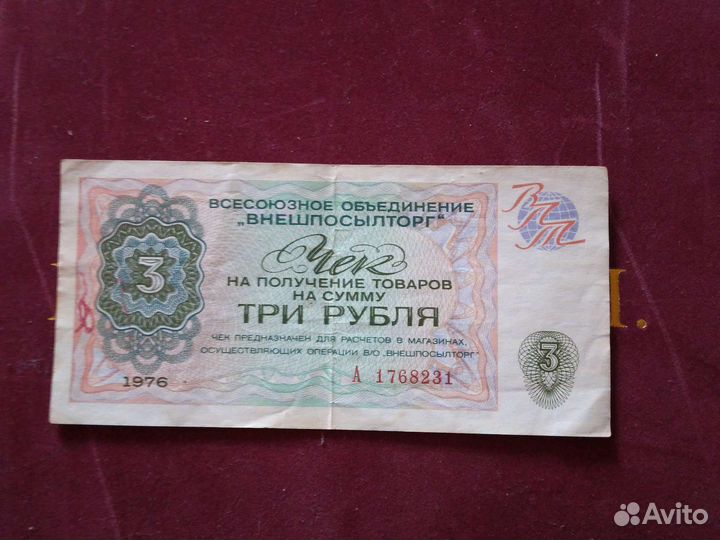 ВСЕСОЮЗНОЕ ОБЪЕДИНЕНИЕ
„ВНЕШПОСЫЛТОРГ"
ВПТ
Чек
НА ПОЛУЧЕНИЕ ТОВАРОВ
НА СУММУ
ТРИ РУБЛЯ
3
ЧЕК ПРЕДНАЗНАЧЕН ДЛЯ РАСЧЕТОВ В МАГАЗИНАХ,
ОСУЩЕСТВЛЯЮЩИХ ОПЕРАЦИИ В/О „ВНЕШПОСЫЛТОРГ"
1976
А 1768231
3
Avito